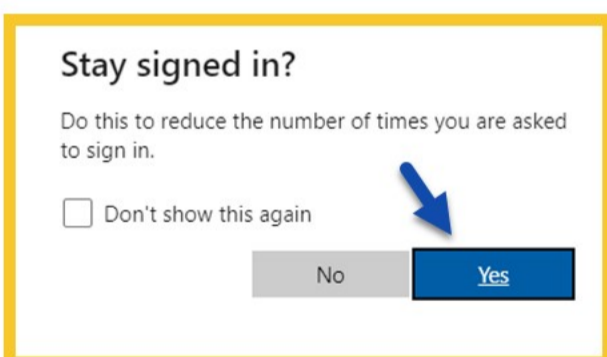 Stay signed in?
Do this to reduce the number of times you are asked
to sign in.
Don't show this again
No
Yes